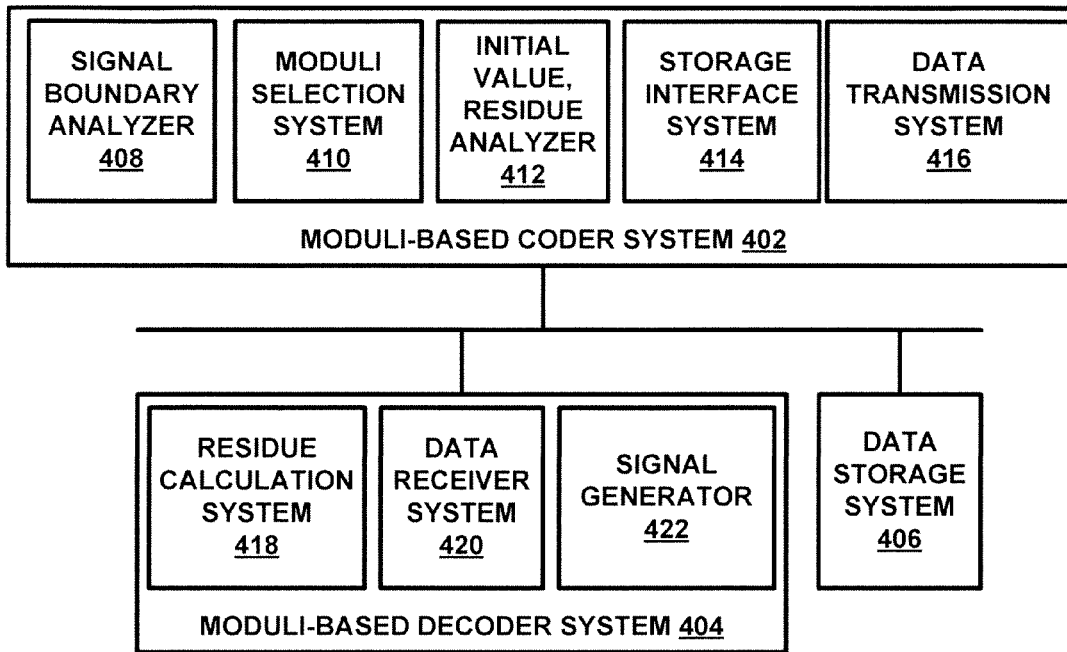 SIGNAL
BOUNDARY
ANALYZER
408
MODULI
SELECTION
SYSTEM
410
INITIAL
VALUE,
RESIDUE
ANALYZER
412
STORAGE
INTERFACE
SYSTEM
414
DATA
TRANSMISSION
SYSTEM
416
MODULI-BASED CODER SYSTEM 402
RESIDUE
CALCULATION
SYSTEM
418
DATA
RECEIVER
SYSTEM
420
SIGNAL
GENERATOR
422
MODULI-BASED DECODER SYSTEM 404
DATA
STORAGE
SYSTEM
406